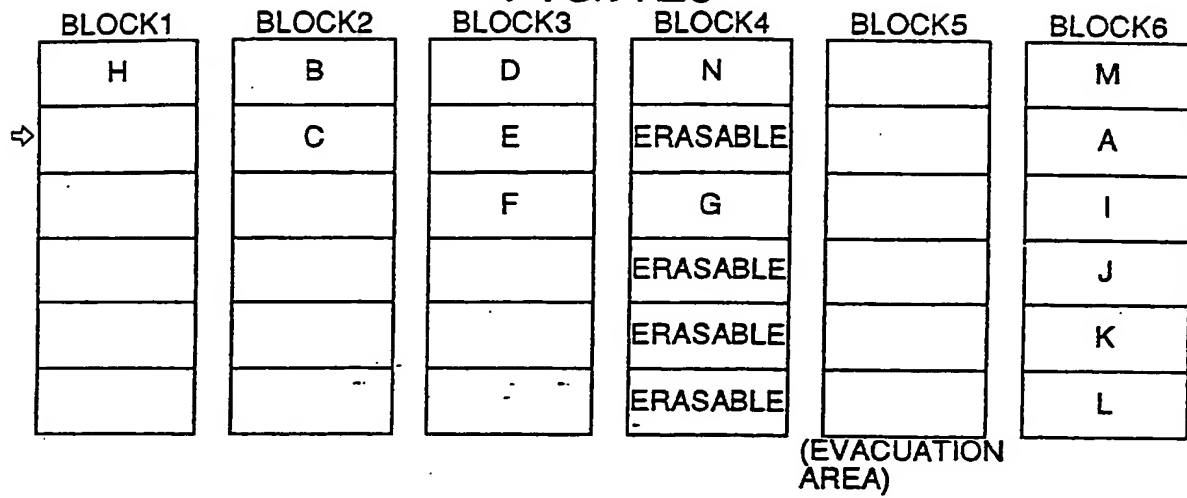 BLOCK1 BLOCK2 BLOCK3 BLOCK4 BLOCK5 BLOCK6
H B D N M
⇨ C E ERASABLE A
F G I
ERASABLE J
ERASABLE K
ERASABLE L
(EVACUATION
AREA)